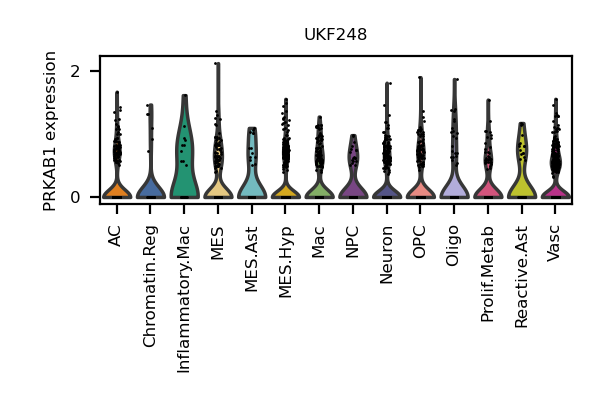 UKF248
PRKAB1 expression
2
0
AC
Chromatin.Reg
Inflammatory.Mac
MES
MES.Ast
MES.Hyp
Mac
NPC
Neuron
OPC
Oligo
Prolif.Metab
Reactive.Ast
Vasc